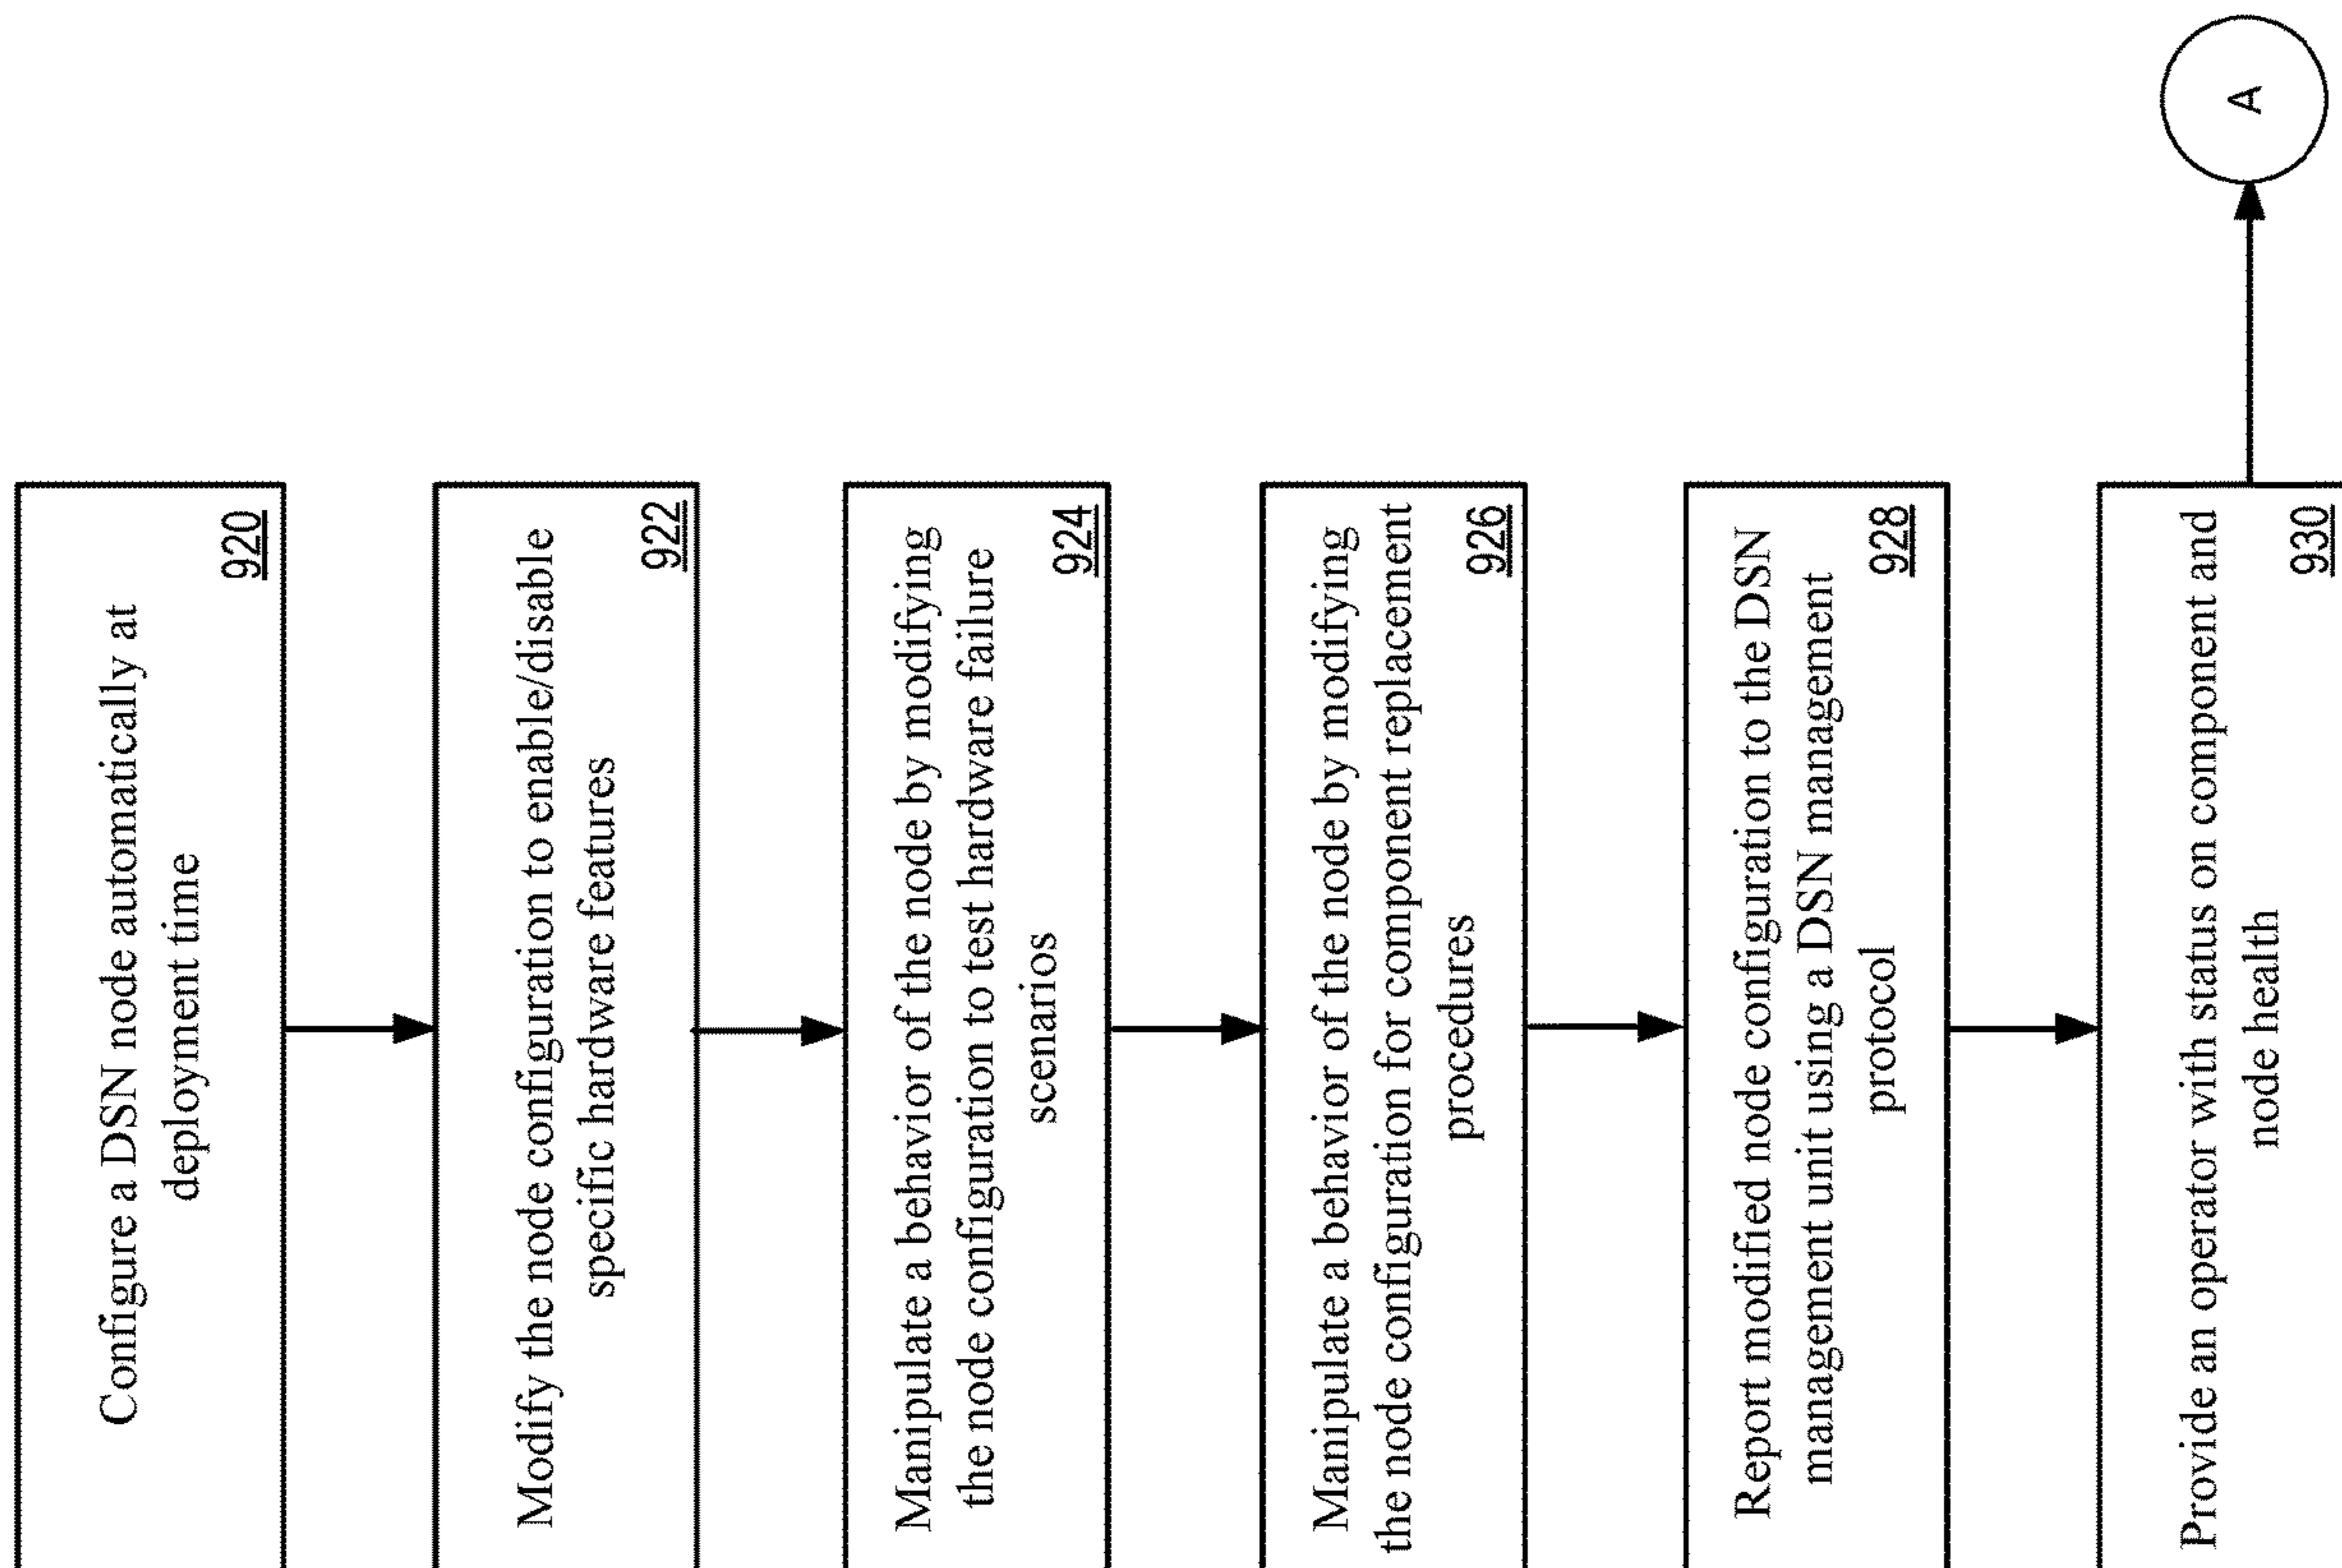 Configure a DSN node automatically at
deployment time
920
Modify the node configuration to enable/disable
specific hardware features
922
Manipulate a behavior of the node by modifying
the node configuration to test hardware failure
scenarios
924
Manipulate a behavior of the node by modifying
the node configuration for component replacement
procedures
926
Report modified node configuration to the DSN
management unit using a DSN management
protocol
928
Provide an operator with status on component and
node health
930
A